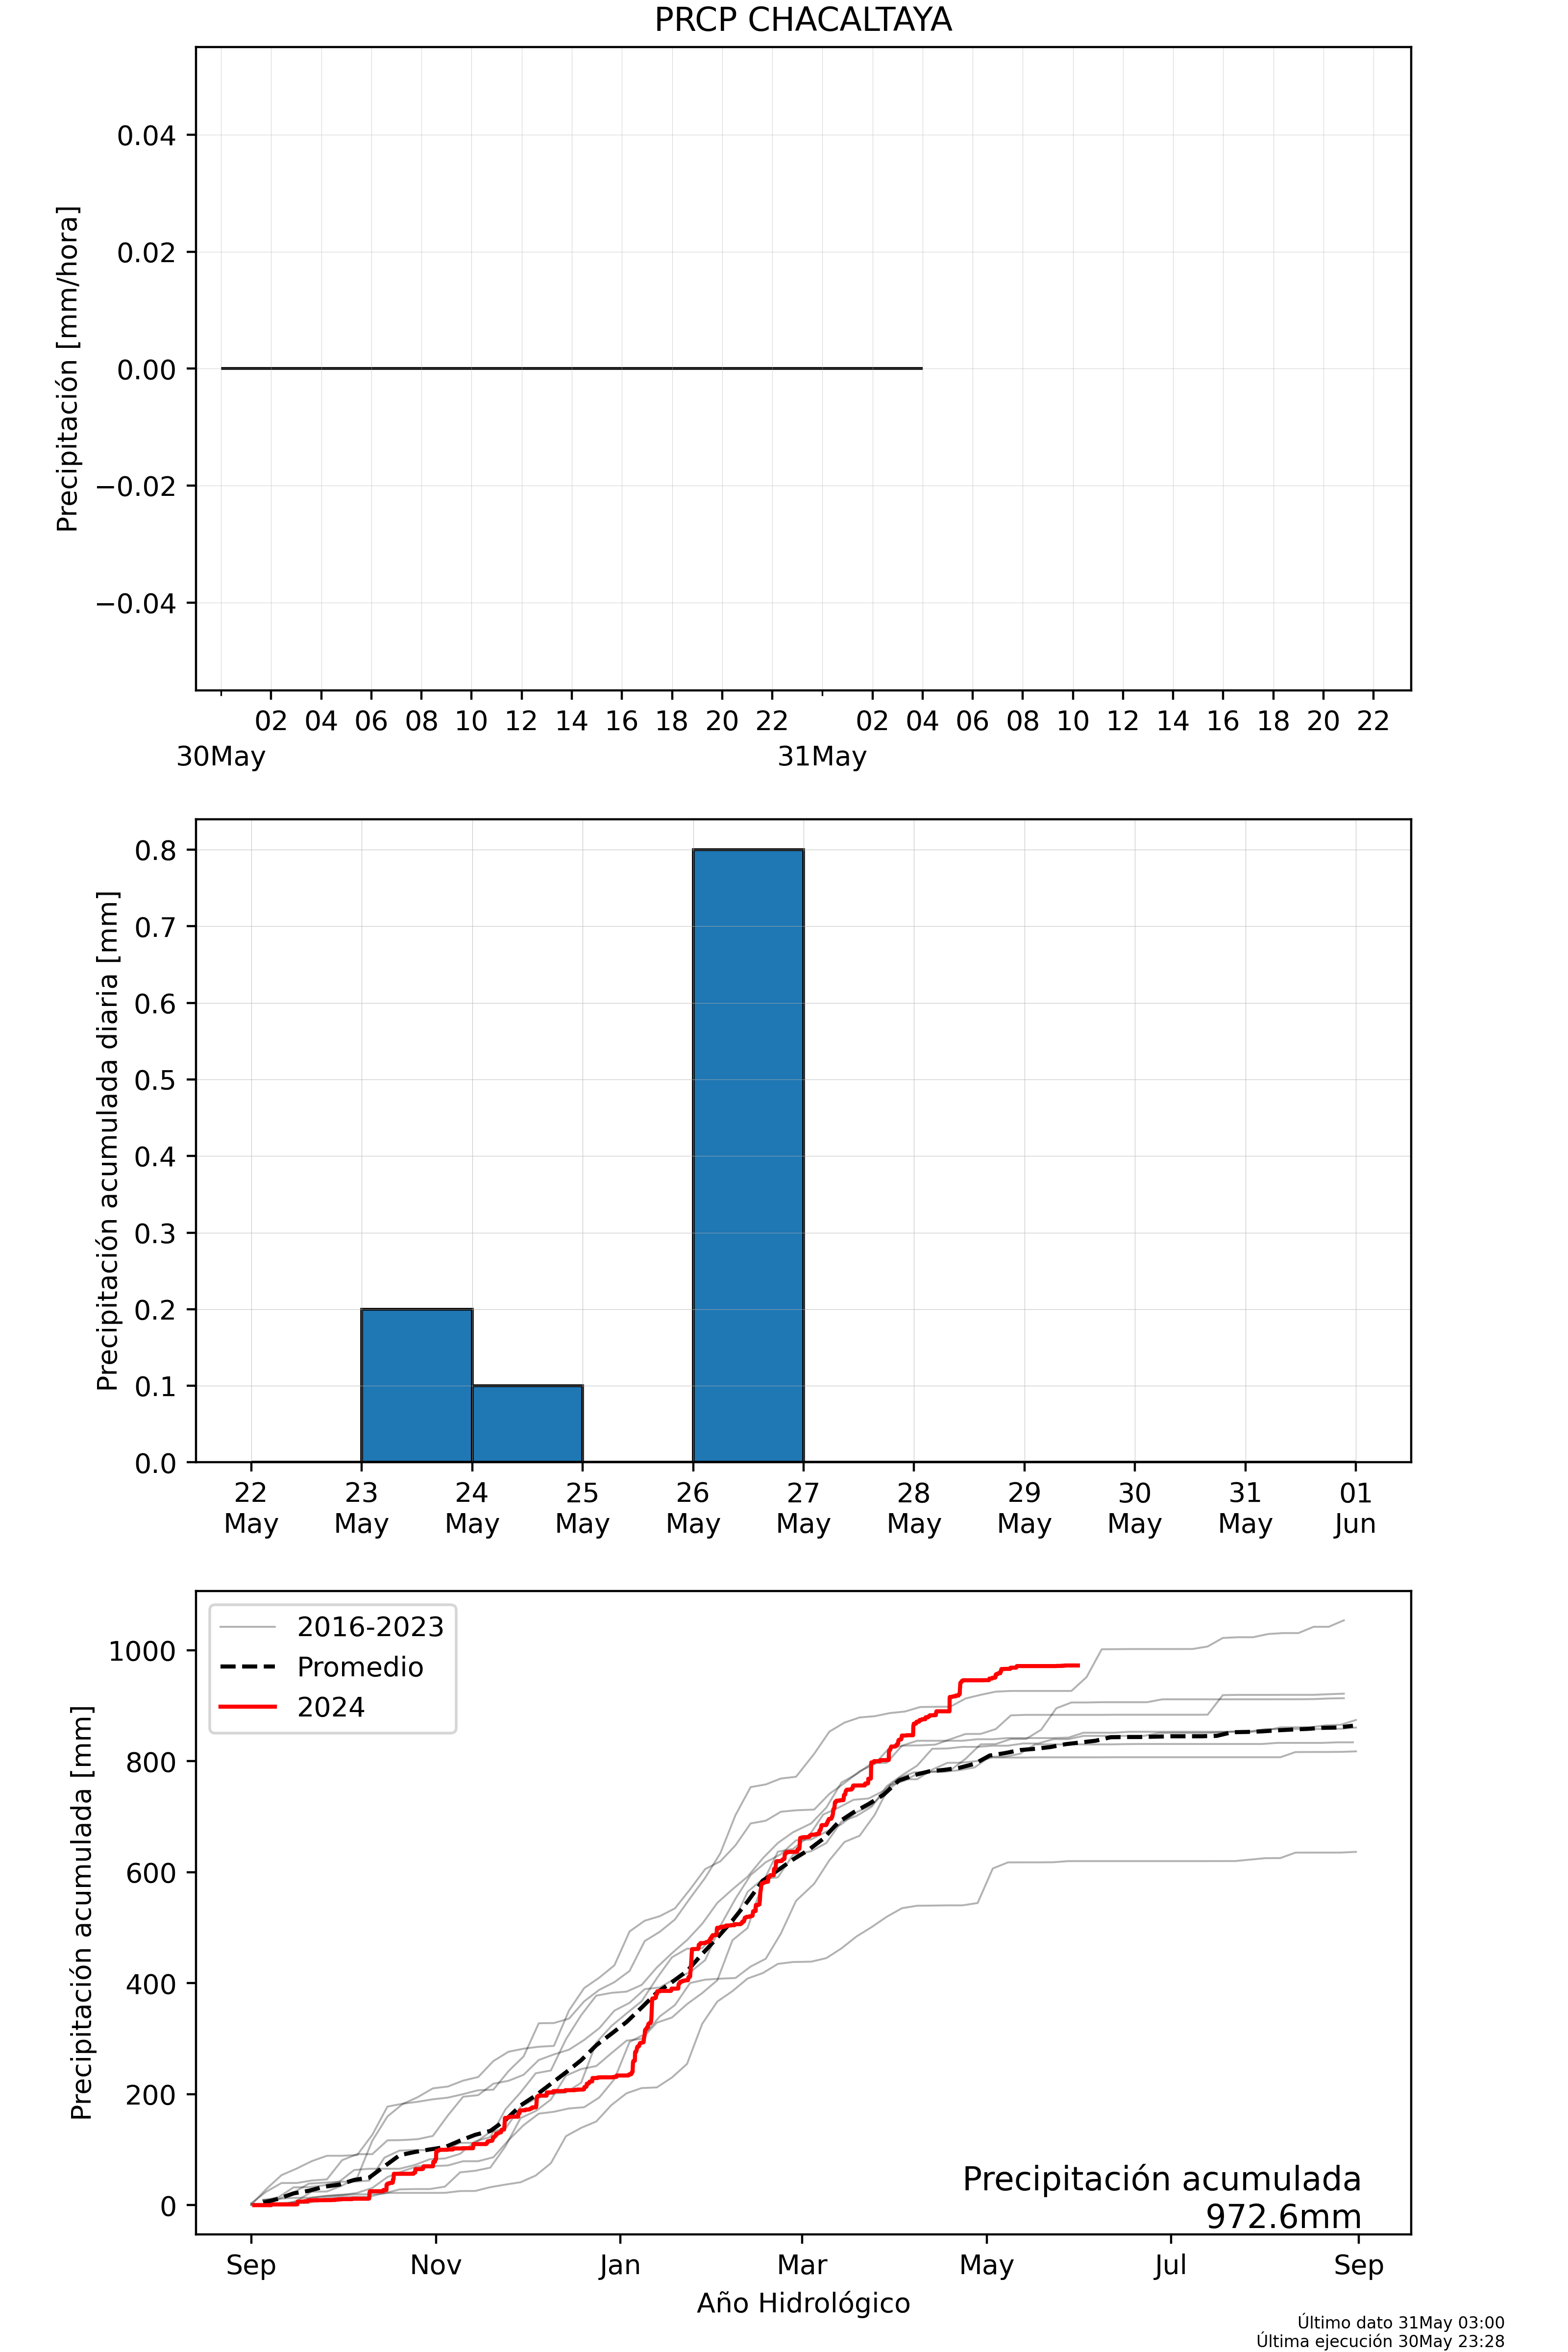 PRCP CHACALTAYA
Precipitación [mm/hora]
0.04
0.02
0.00
−0.02
−0.04
02 04 06 08 10 12 14 16 18 20 22 02 04 06 08 10 12 14 16 18 20 22
30May 31May
Precipitación acumulada diaria [mm]
0.8
0.7
0.6
0.5
0.4
0.3
0.2
0.1
0.0
22 23 24 25 26 27 28 29 30 31 01
May May May May May May May May May May Jun
Precipitación acumulada [mm]
2016-2023
Promedio
2024
1000
800
600
400
200
0
Precipitación acumulada
972.6mm
Sep Nov Jan Mar May Jul Sep
Año Hidrológico
Último dato 31May 03:00
Última ejecución 30May 23:28